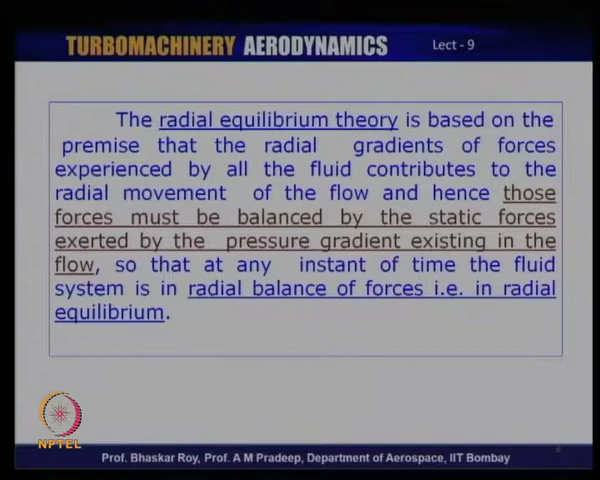 TURBOMACHINERY AERODYNAMICS Lect - 9
The radial equilibrium theory is based on the
premise that the radial gradients of forces
experienced by all the fluid contributes to the
radial movement of the flow and hence those
forces must be balanced by the static forces
exerted by the pressure gradient existing in the
flow, so that at any instant of time the fluid
system is in radial balance of forces i.e. in radial
equilibrium.
NPTEL
Prof. Bhaskar Roy, Prof. A M Pradeep, Department of Aerospace, IIT Bombay